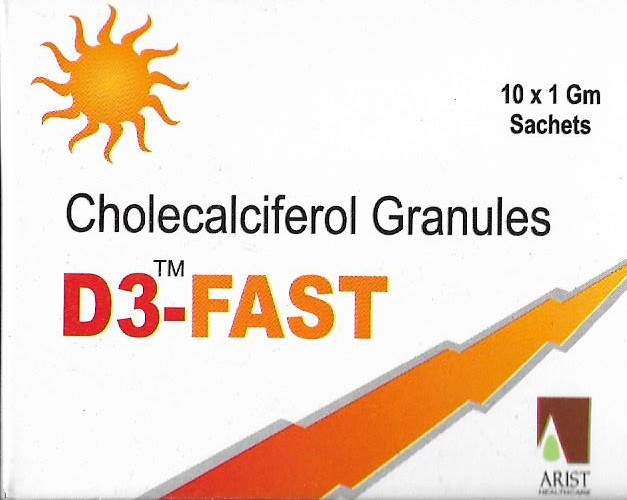 10 x 1 Gm
Sachets
Cholecalciferol Granules
D3™-FAST
ARIST
HEALTHCARE